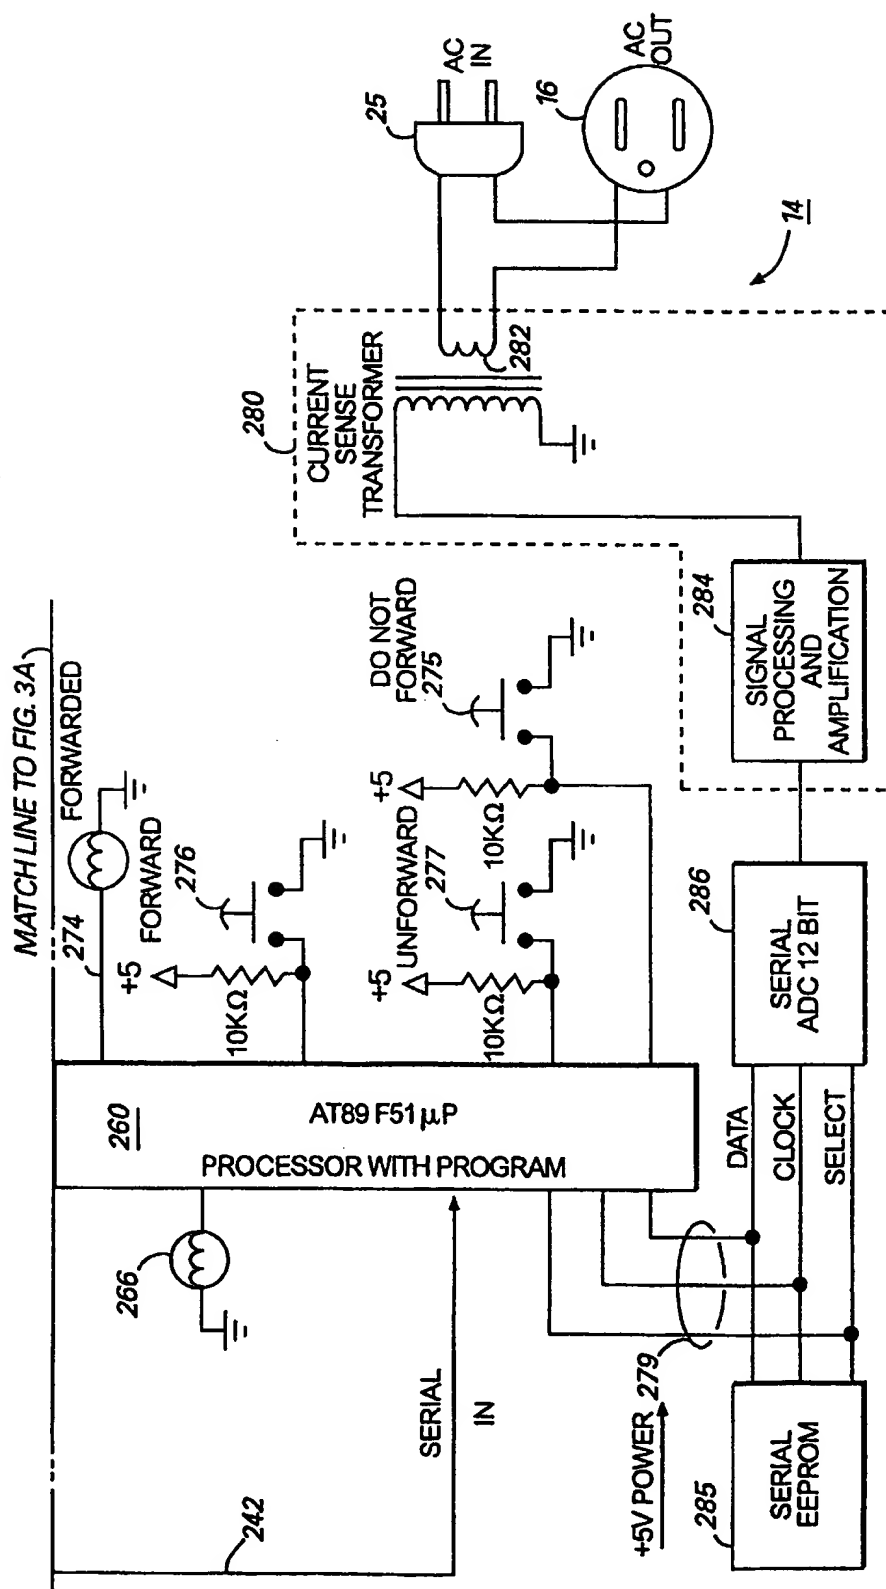 MATCH LINE TO FIG. 3A
242
SERIAL
IN
266
260
AT89 F51 µP
PROCESSOR WITH PROGRAM
274
FORWARDED
+5
FORWARD
276
10KΩ
+5
UNFORWARD
277
10KΩ
+5
DO NOT
FORWARD
275
10KΩ
280
CURRENT
SENSE
TRANSFORMER
282
25
AC
IN
16
AC
OUT
14
+5V POWER
279
285
SERIAL
EEPROM
DATA
CLOCK
SELECT
286
SERIAL
ADC 12 BIT
284
SIGNAL
PROCESSING
AND
AMPLIFICATION